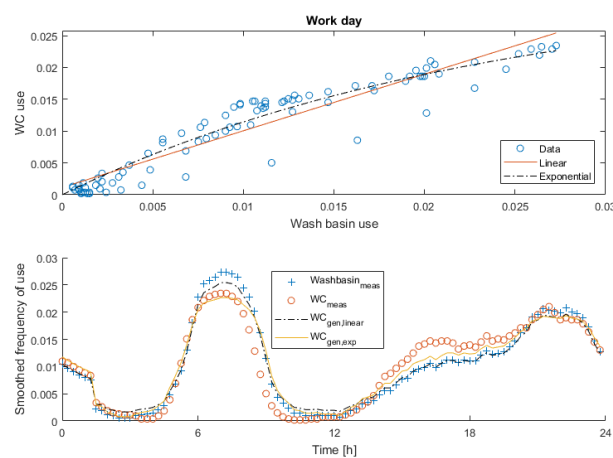 Work day
0.025
0.02
0.015
0.01
0.005
0
WC use
0 0.005 0.01 0.015 0.02 0.025 0.03
Wash basin use
Data
Linear
Exponential
0.03
0.025
0.02
0.015
0.01
0.005
0
Smoothed frequency of use
0 6 12 18 24
Time [h]
Washbasin_meas
WC_meas
WC_gen,linear
WC_gen,exp